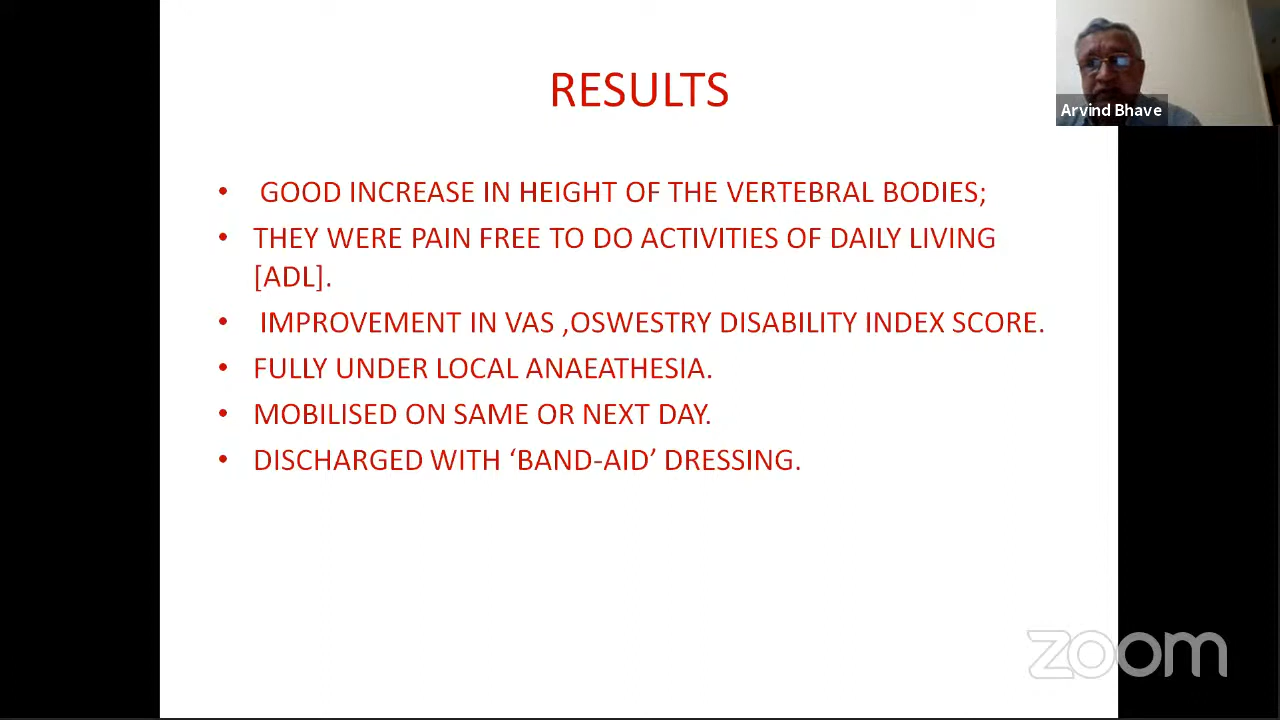 RESULTS
Arvind Bhave
• GOOD INCREASE IN HEIGHT OF THE VERTEBRAL BODIES;
• THEY WERE PAIN FREE TO DO ACTIVITIES OF DAILY LIVING
[ADL].
• IMPROVEMENT IN VAS ,OSWESTRY DISABILITY INDEX SCORE.
• FULLY UNDER LOCAL ANAEATHESIA.
• MOBILISED ON SAME OR NEXT DAY.
• DISCHARGED WITH ‘BAND-AID’ DRESSING.
zoom